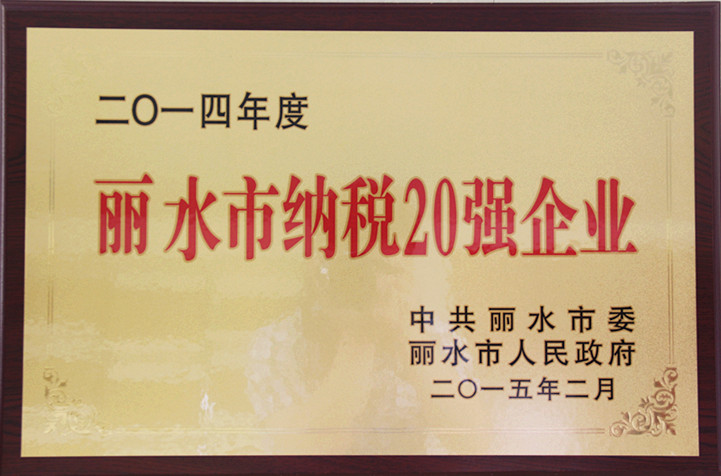 二〇一四年度
丽水市纳税20强企业
中共丽水市委
丽水市人民政府
二〇一五年二月